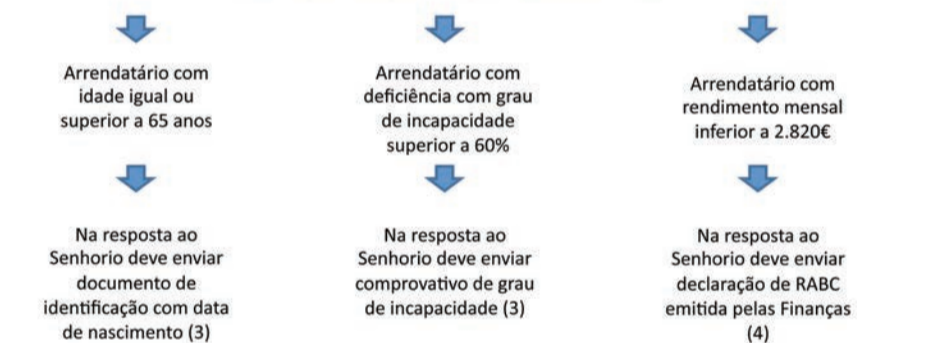 Arrendatário com
idade igual ou
superior a 65 anos
Arrendatário com
deficiência com grau
de incapacidade
superior a 60%
Arrendatário com
rendimento mensal
inferior a 2.820€
Na resposta ao
Senhorio deve enviar
documento de
identificação com data
de nascimento (3)
Na resposta ao
Senhorio deve enviar
comprovativo de grau
de incapacidade (3)
Na resposta ao
Senhorio deve enviar
declaração de RABC
emitida pelas Finanças
(4)